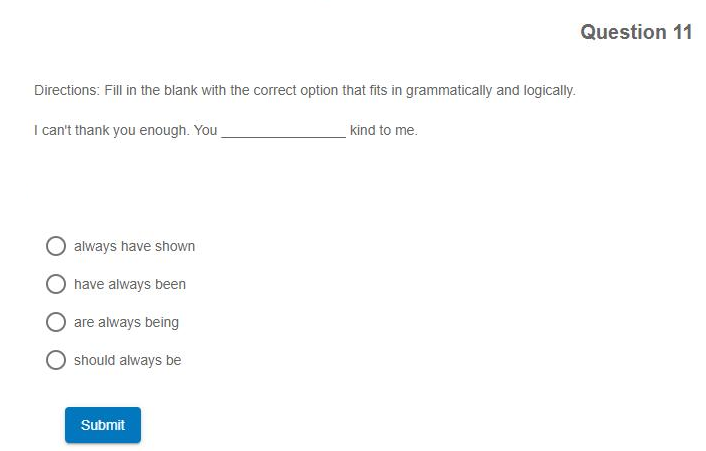 Question 11
Directions: Fill in the blank with the correct option that fits in grammatically and logically.
I can't thank you enough. You ________________ kind to me.
always have shown
have always been
are always being
should always be
Submit